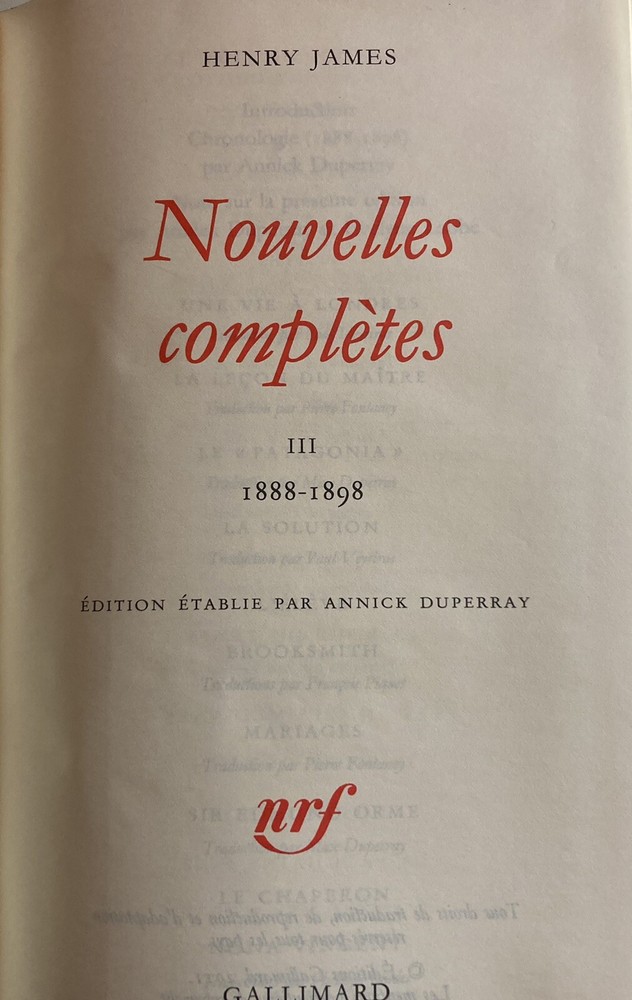 HENRY JAMES
Nouvelles
complètes
III
1888-1898
ÉDITION ÉTABLIE PAR ANNICK DUPERRAY
nrf
GALLIMARD